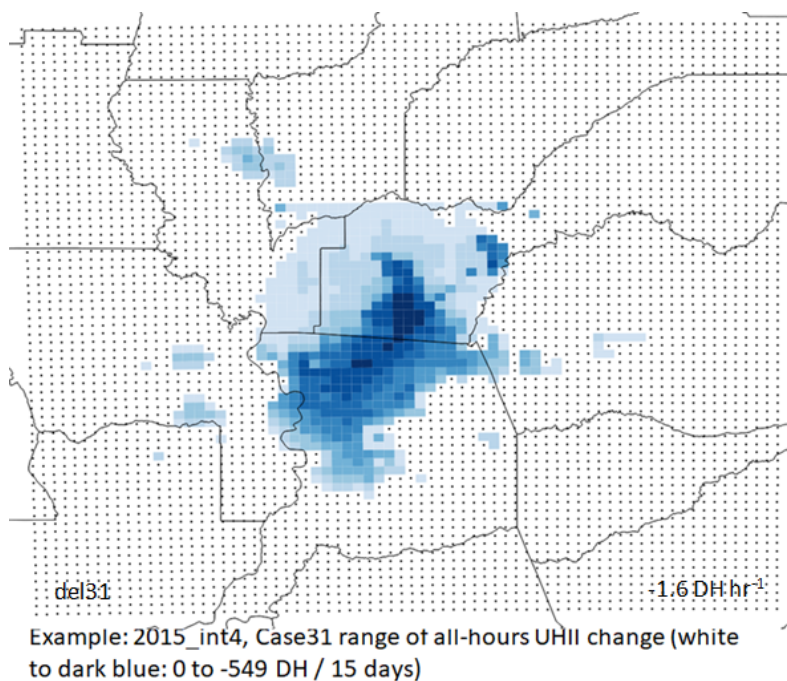 del31
-1.6 DH hr-1
Example: 2015_int4, Case31 range of all-hours UHII change (white
to dark blue: 0 to -549 DH / 15 days)